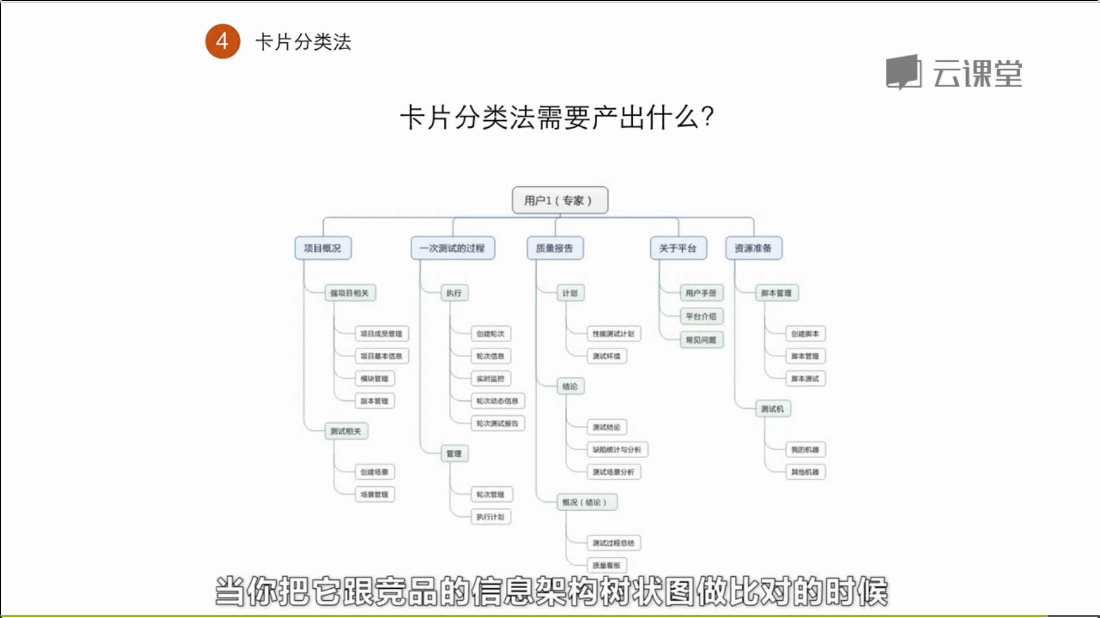 4 卡片分类法
云课堂
卡片分类法需要产出什么?
用户1（专家）
项目概况
一次测试的过程
质量报告
关于平台
资源准备
强项目相关
项目成员管理
项目基本信息
模块管理
版本管理
测试相关
创建场景
场景管理
执行
创建轮次
轮次信息
实时监控
轮次动态信息
轮次测试报告
管理
轮次管理
执行计划
计划
性能测试计划
测试环境
结论
测试结论
缺陷统计与分析
测试场景分析
概况（结论）
测试过程总结
质量看板
用户手册
平台介绍
常见问题
脚本管理
创建脚本
脚本管理
脚本测试
测试机
我的机器
其他机器
当你把它跟竞品的信息架构树状图做比对的时候